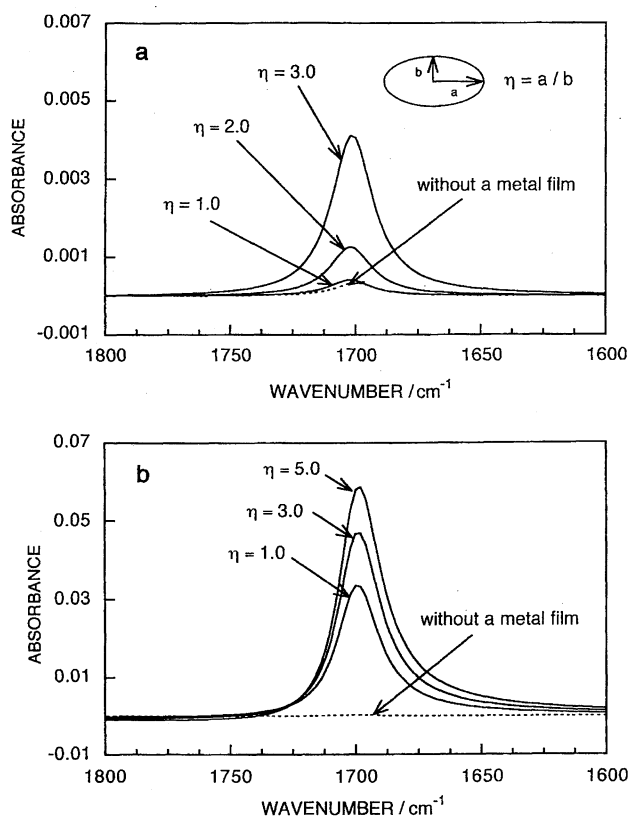 0.007
a
b
a
η = a / b
η = 3.0
0.005
η = 2.0
ABSORBANCE
0.003
without a metal film
η = 1.0
0.001
-0.001
1800 1750 1700 1650 1600
WAVENUMBER / cm⁻¹
0.07
b
η = 5.0
0.05
η = 3.0
η = 1.0
ABSORBANCE
0.03
without a metal film
0.01
-0.01
1800 1750 1700 1650 1600
WAVENUMBER / cm⁻¹